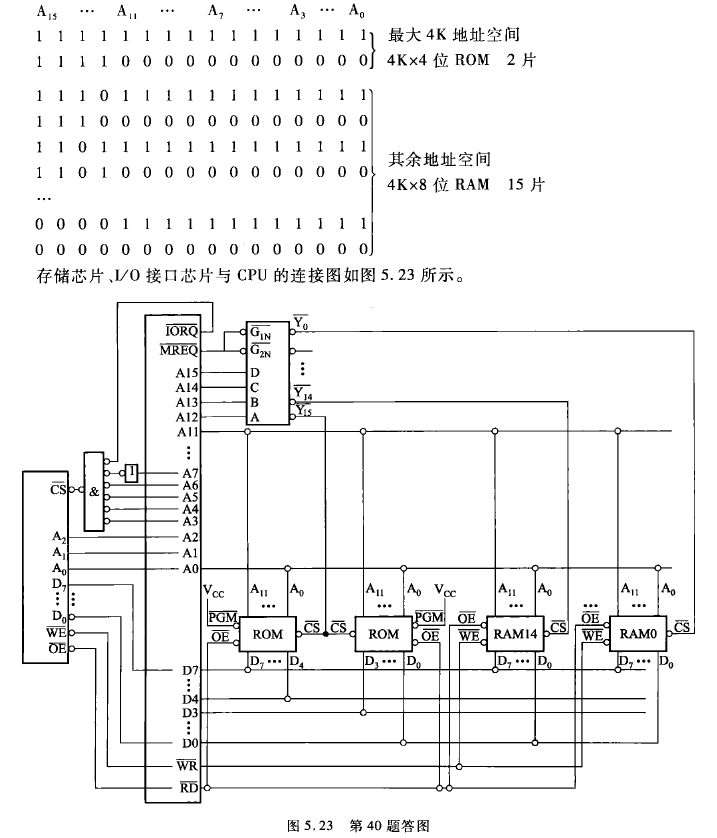 A15 ··· A11 ··· A7 ··· A3 ··· A0
1 1 1 1 1 1 1 1 1 1 1 1 1 1 1 1 最大 4K 地址空间
1 1 1 1 0 0 0 0 0 0 0 0 0 0 0 0 4K×4 位 ROM 2 片
1 1 1 0 1 1 1 1 1 1 1 1 1 1 1 1
1 1 1 0 0 0 0 0 0 0 0 0 0 0 0 0
1 1 0 1 1 1 1 1 1 1 1 1 1 1 1 1 其余地址空间
1 1 0 1 0 0 0 0 0 0 0 0 0 0 0 0 4K×8 位 RAM 15 片
···
0 0 0 0 1 1 1 1 1 1 1 1 1 1 1 1
0 0 0 0 0 0 0 0 0 0 0 0 0 0 0 0
存储芯片、I/O 接口芯片与 CPU 的连接图如图 5.23 所示。
IORQ G1N Y0
MREQ G2N
A15 D
A14 C Y14
A13 B Y15
A12 A
A11
A7 1
A6
CS & A5
A4
A3
A2 A2
A1 A1
A0 A0
D7
D0
WE
OE
VCC A11 ··· A0 A11 ··· A0 VCC A11 ··· A0 A11 ··· A0
PGM PGM OE OE
OE ROM CS CS ROM OE WE RAM14 CS WE RAM0 CS
D7 ··· D4 D3 ··· D0 D7 ··· D0 D7 ··· D0
D7
D4
D3
D0
WR
RD
图 5.23 第 40 题答图